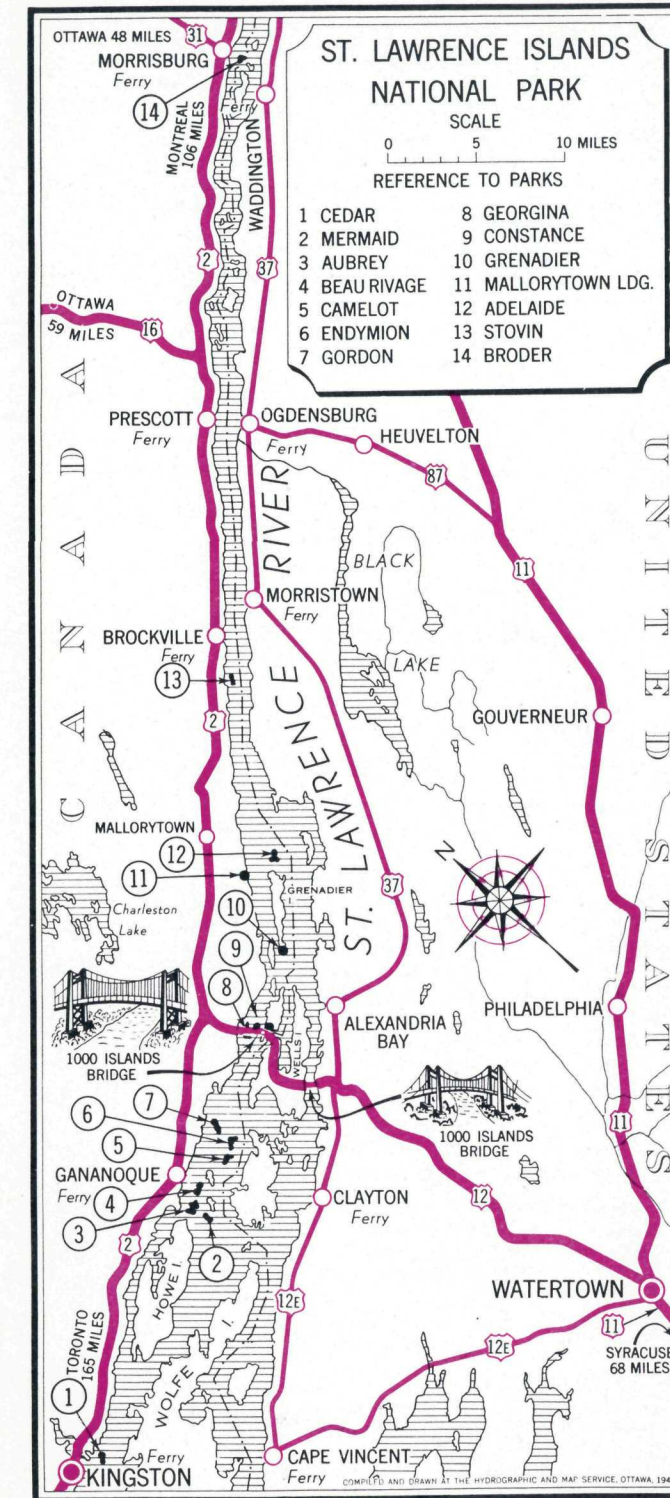 ST. LAWRENCE ISLANDS
NATIONAL PARK
SCALE
0 5 10 MILES
REFERENCE TO PARKS
1 CEDAR
2 MERMAID
3 AUBREY
4 BEAU RIVAGE
5 CAMELOT
6 ENDYMION
7 GORDON
8 GEORGINA
9 CONSTANCE
10 GRENADIER
11 MALLORYTOWN LDG.
12 ADELAIDE
13 STOVIN
14 BRODER
OTTAWA 48 MILES
31
MORRISBURG
Ferry
14
Ferry
MONTREAL
106 MILES
WADDINGTON
2
37
OTTAWA
59 MILES
16
CANADA
UNITED STATES
PRESCOTT
Ferry
OGDENSBURG
Ferry
HEUVELTON
87
11
ST. LAWRENCE RIVER
BLACK
LAKE
MORRISTOWN
Ferry
BROCKVILLE
Ferry
13
2
GOUVERNEUR
MALLORYTOWN
12
11
GRENADIER
I.
37
N
Charleston
Lake
10
9
8
1000 ISLANDS
BRIDGE
WELLS
I.
ALEXANDRIA
BAY
PHILADELPHIA
1000 ISLANDS
BRIDGE
11
7
6
5
GANANOQUE
Ferry
4
3
2
CLAYTON
Ferry
12
2
HOWE I.
WOLFE I.
12E
WATERTOWN
11
12E
SYRACUSE
68 MILES
TORONTO
165 MILES
1
KINGSTON
Ferry
CAPE VINCENT
Ferry
COMPILED AND DRAWN AT THE HYDROGRAPHIC AND MAP SERVICE, OTTAWA, 194